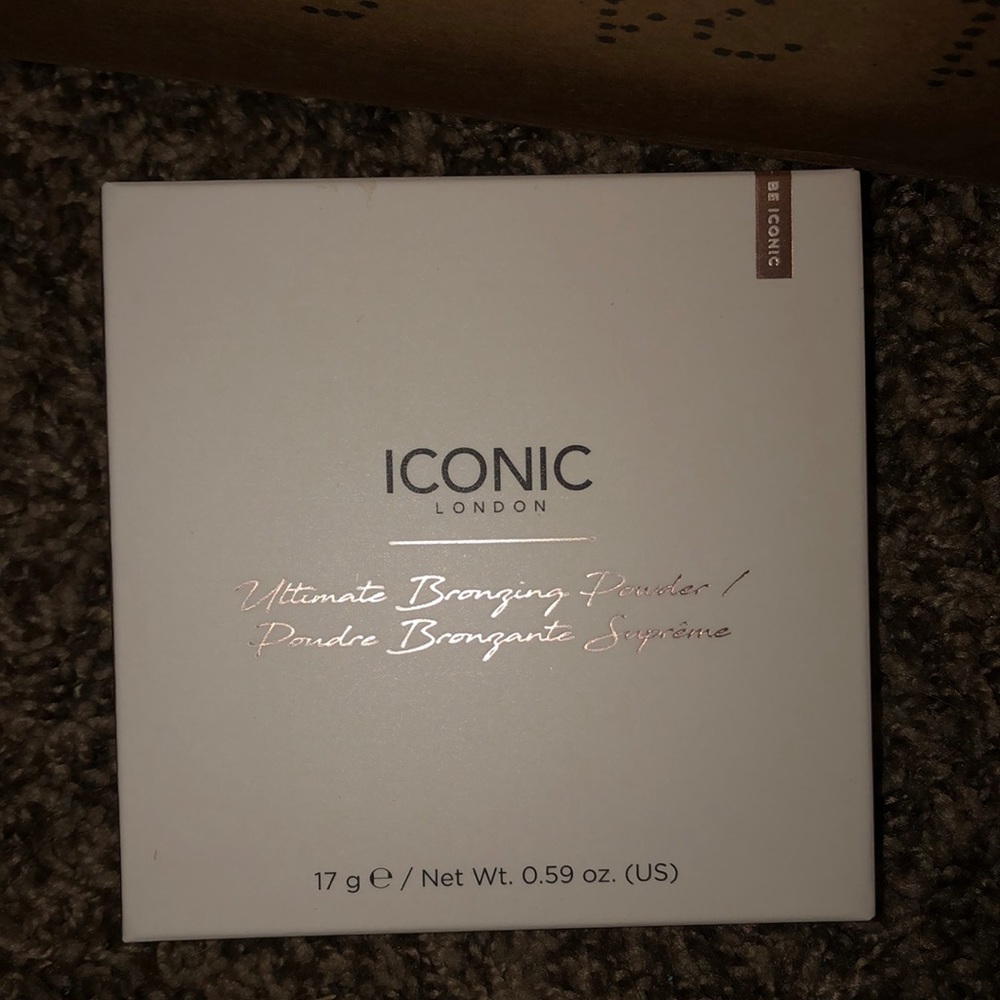 BE ICONIC
ICONIC
LONDON
Ultimate Bronzing Powder /
Poudre Bronzante Suprême
17 g ℮ / Net Wt. 0.59 oz. (US)